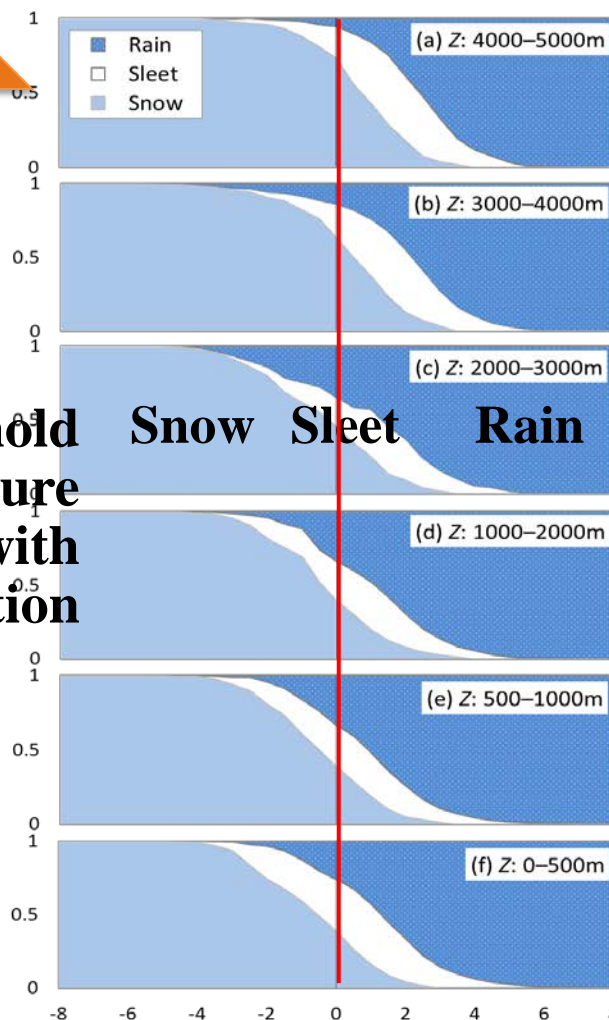 1
Rain
Sleet
Snow
(a) Z: 4000–5000m
0.5
0
1
(b) Z: 3000–4000m
0.5
0
1
(c) Z: 2000–3000m
Snow Sleet Rain
0
1
with
(d) Z: 1000–2000m
0.5
0
1
(e) Z: 500–1000m
0.5
0
1
(f) Z: 0–500m
0.5
0
-8 -6 -4 -2 0 2 4 6